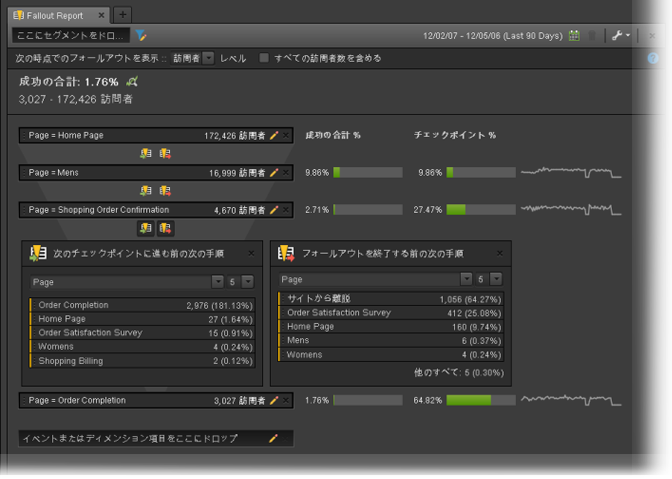 Fallout Report
ここにセグメントをドロ...
12/02/07 - 12/05/06 (Last 90 Days)
次の時点でのフォールアウトを表示 :: 訪問者 レベル すべての訪問者数を含める
成功の合計: 1.76%
3,027 - 172,426 訪問者
Page = Home Page 172,426 訪問者 成功の合計 % チェックポイント %
Page = Mens 16,999 訪問者 9.86% 9.86%
Page = Shopping Order Confirmation 4,670 訪問者 2.71% 27.47%
次のチェックポイントに進む前の次の手順
Page 5
Order Completion 2,976 (181.13%)
Home Page 27 (1.64%)
Order Satisfaction Survey 15 (0.91%)
Womens 4 (0.24%)
Shopping Billing 2 (0.12%)
フォールアウトを終了する前の次の手順
Page 5
サイトから離脱 1,056 (64.27%)
Order Satisfaction Survey 412 (25.08%)
Home Page 160 (9.74%)
Mens 6 (0.37%)
Womens 4 (0.24%)
他のすべて: 5 (0.30%)
Page = Order Completion 3,027 訪問者 1.76% 64.82%
イベントまたはディメンション項目をここにドロップ